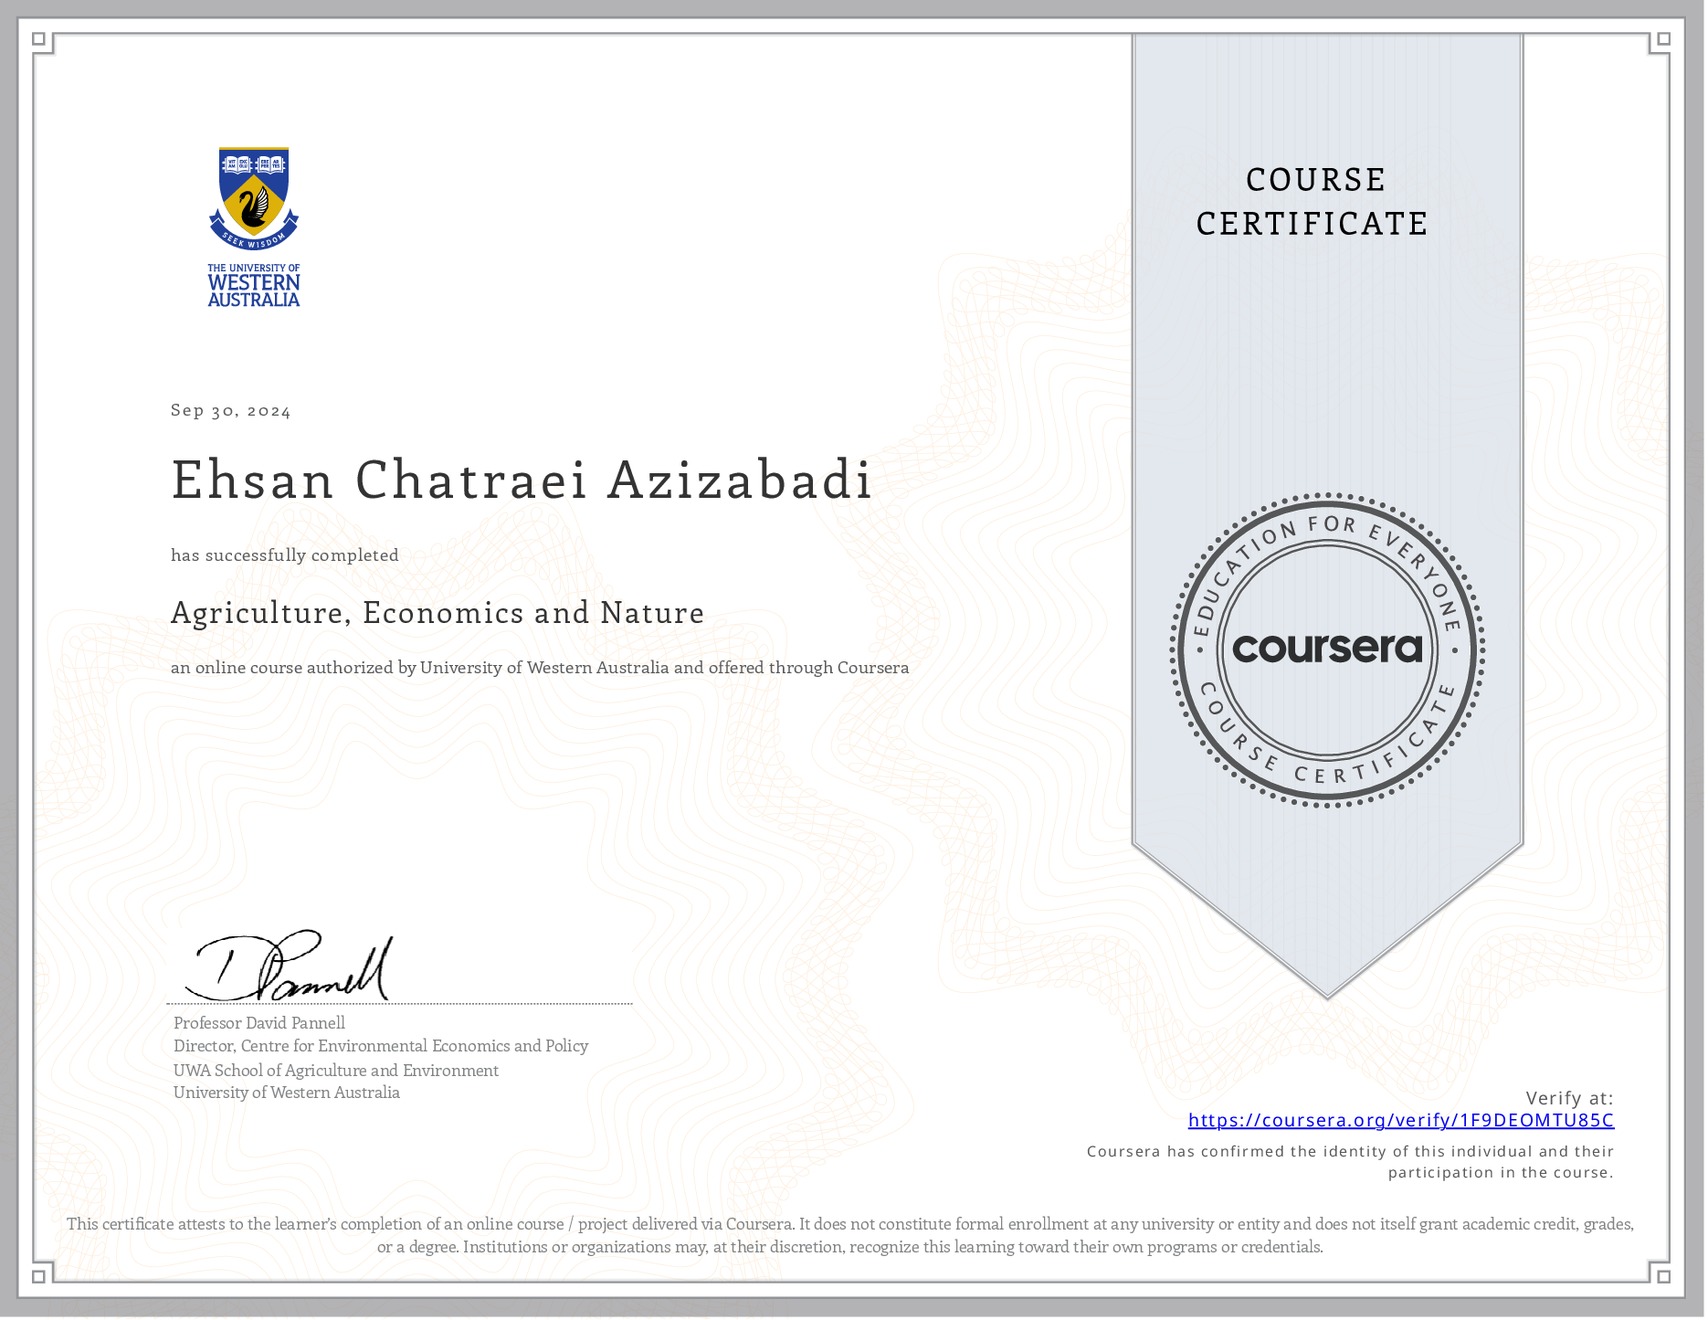 THE UNIVERSITY OF
WESTERN
AUSTRALIA
SEEK WISDOM
COURSE
CERTIFICATE
Sep 30, 2024
Ehsan Chatraei Azizabadi
has successfully completed
Agriculture, Economics and Nature
an online course authorized by University of Western Australia and offered through Coursera
EDUCATION FOR EVERYONE
coursera
COURSE CERTIFICATE
D Pannell
Professor David Pannell
Director, Centre for Environmental Economics and Policy
UWA School of Agriculture and Environment
University of Western Australia
Verify at:
https://coursera.org/verify/1F9DEOMTU85C
Coursera has confirmed the identity of this individual and their
participation in the course.
This certificate attests to the learner's completion of an online course / project delivered via Coursera. It does not constitute formal enrollment at any university or entity and does not itself grant academic credit, grades,
or a degree. Institutions or organizations may, at their discretion, recognize this learning toward their own programs or credentials.